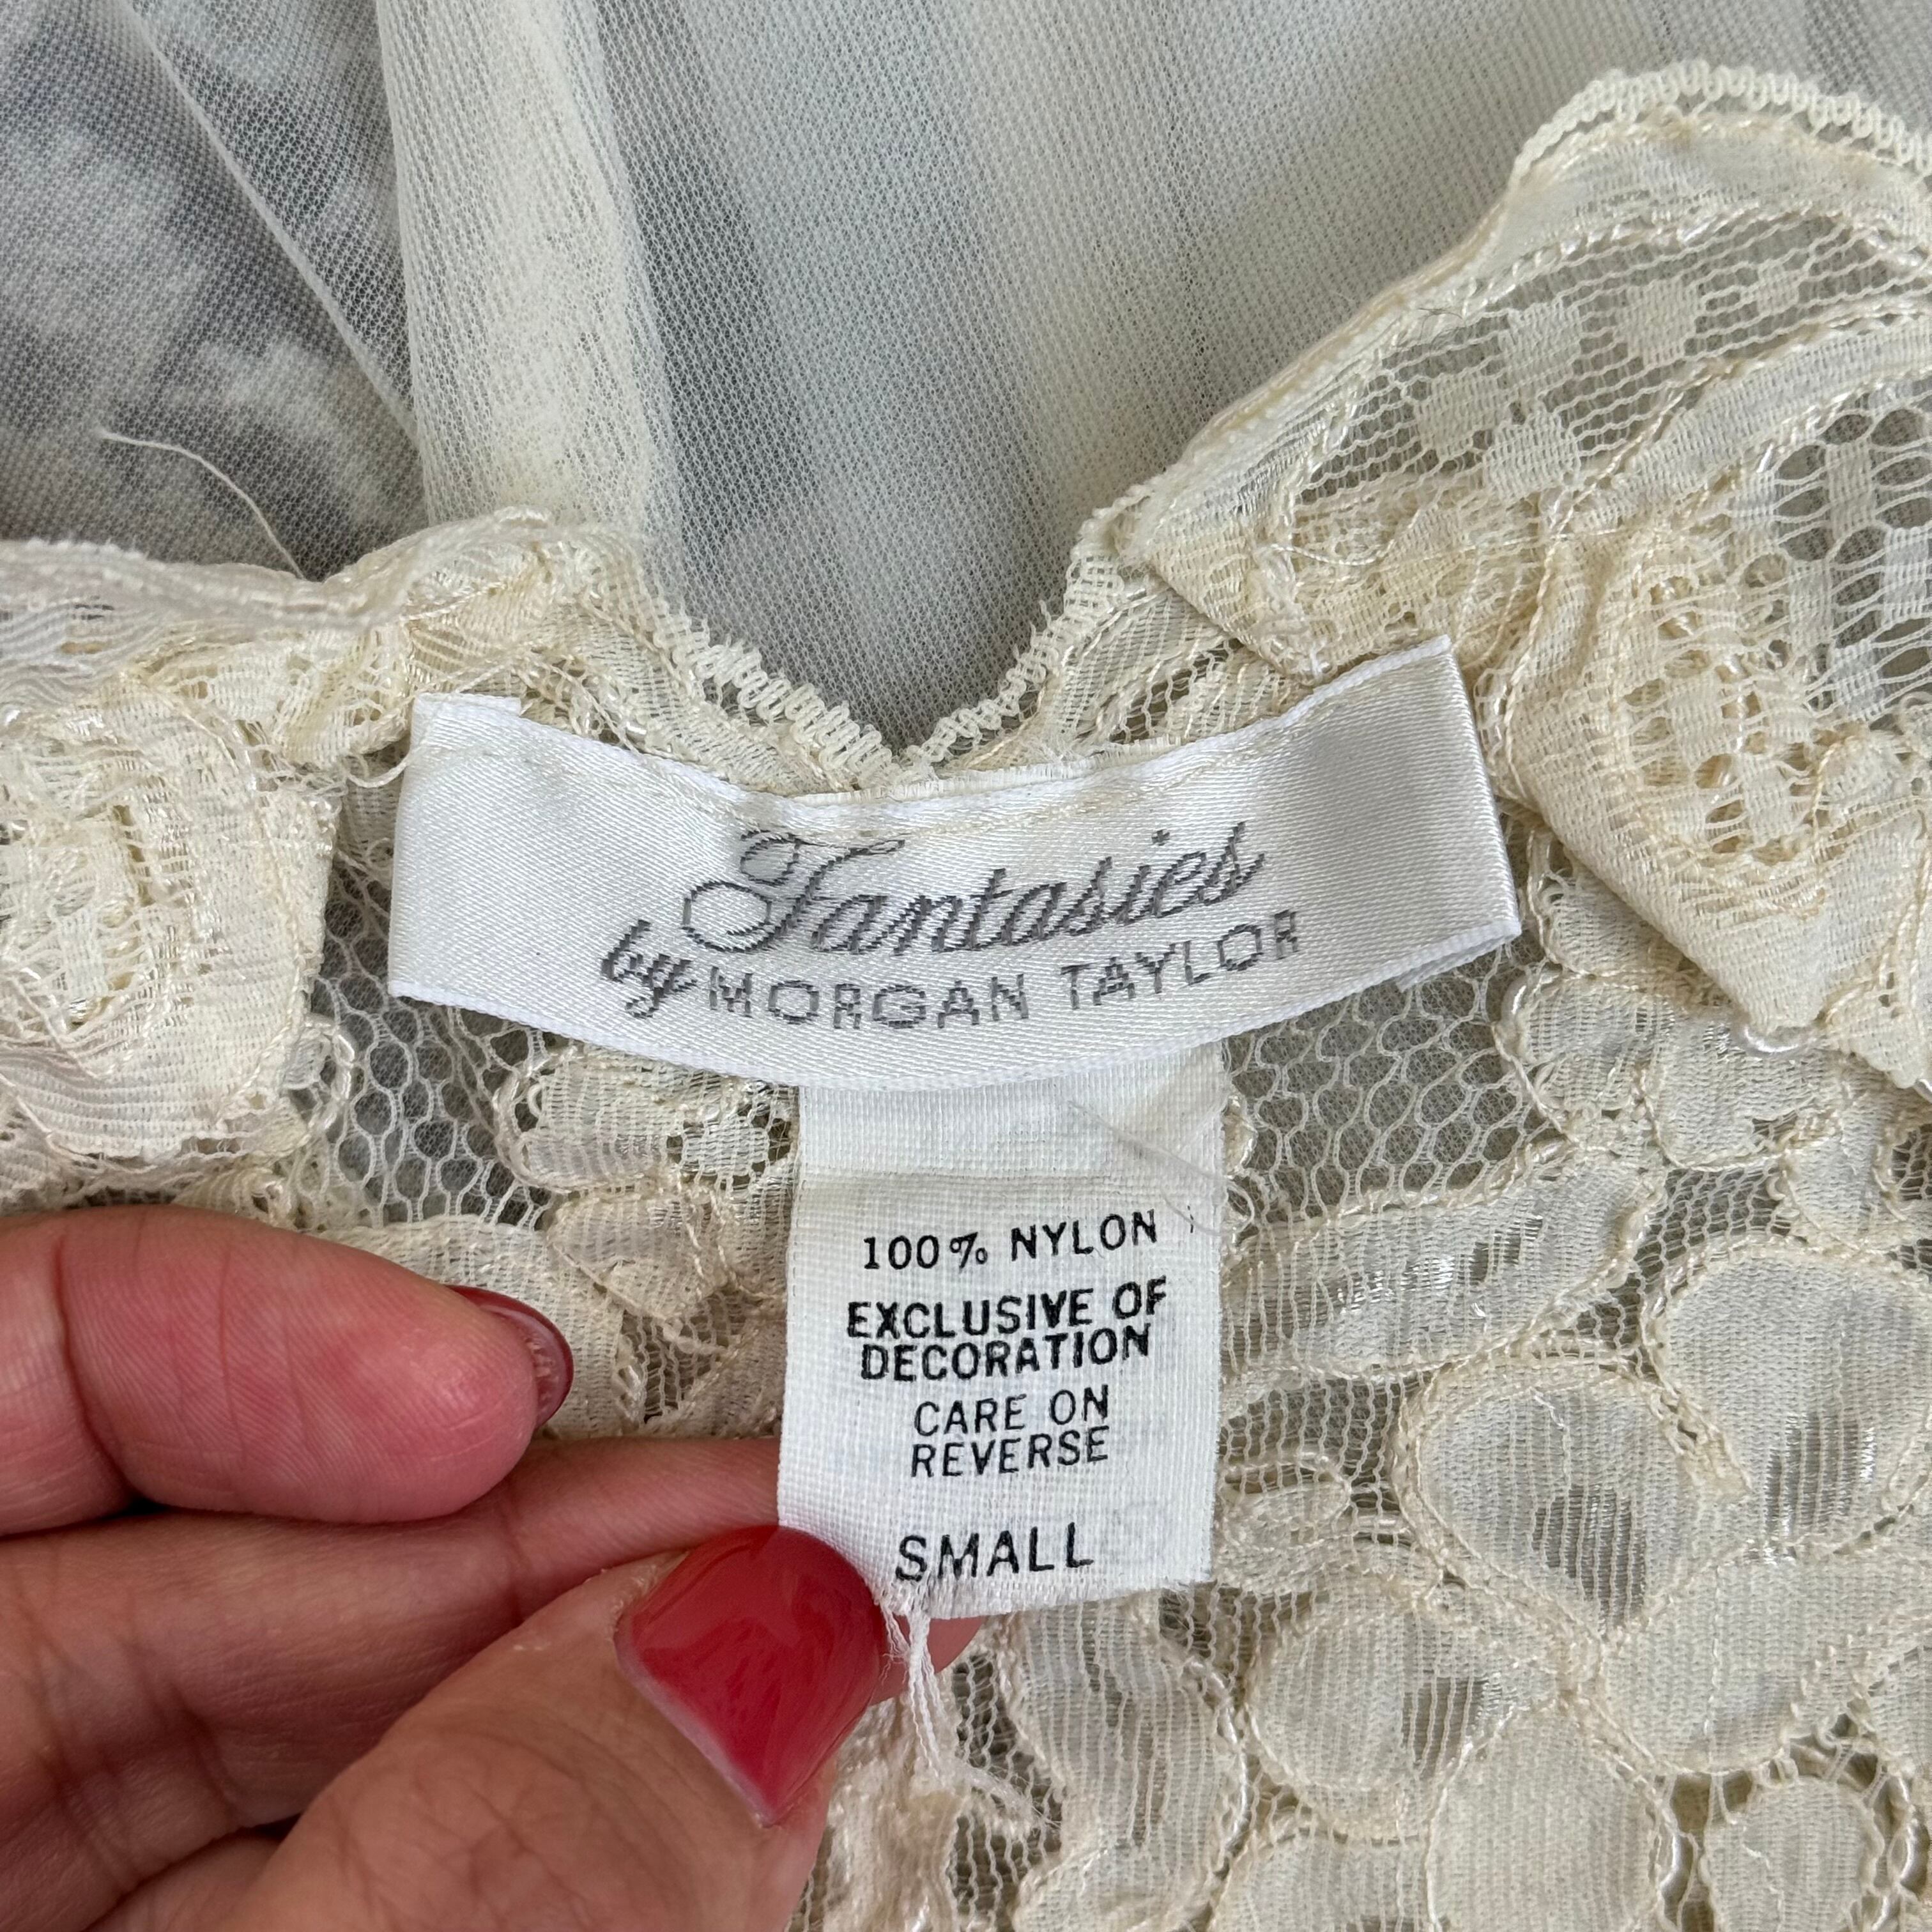 Fantasies
by MORGAN TAYLOR
100% NYLON
EXCLUSIVE OF
DECORATION
CARE ON
REVERSE
SMALL